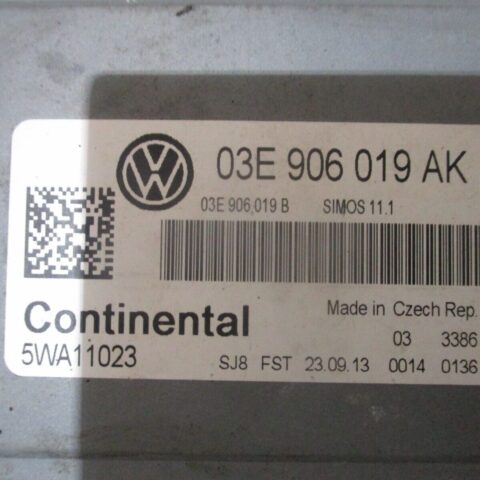 03E 906 019 AK
03E 906 019 B SIMOS 11.1
Continental
Made in Czech Rep.
5WA11023
03 3386
SJ8 FST 23.09.13 0014 0136